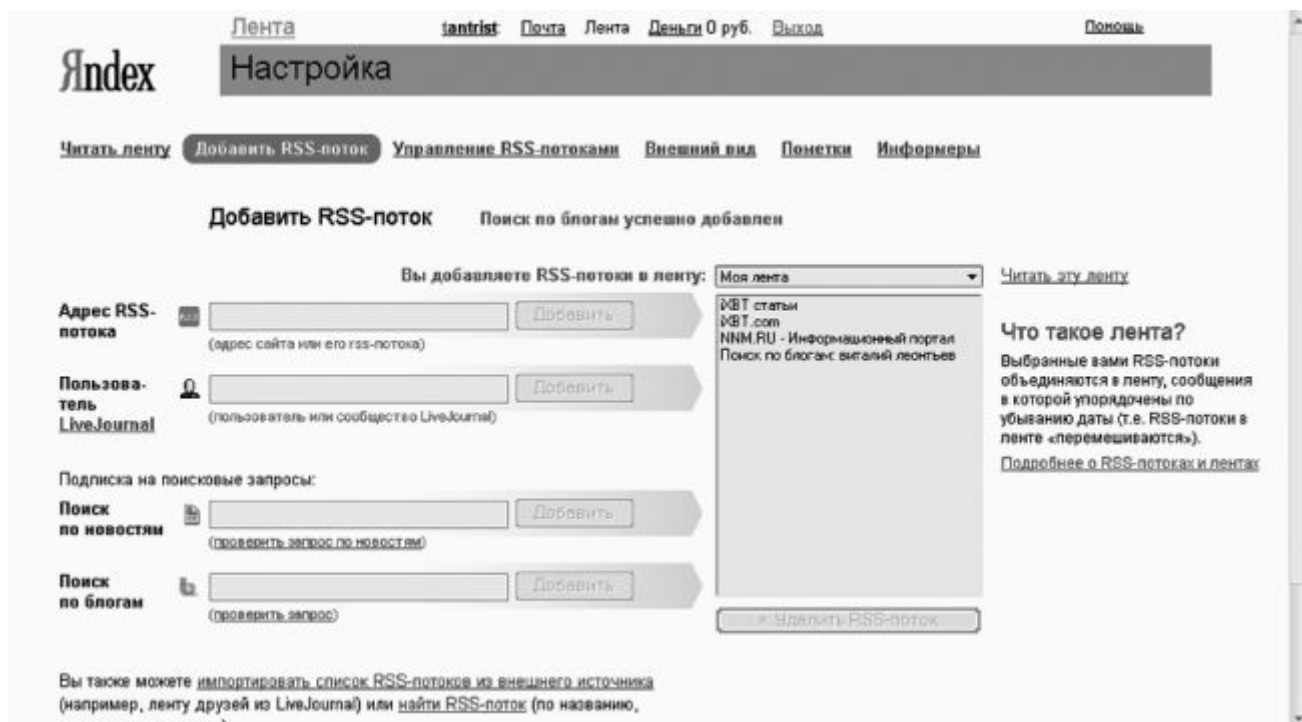 Лента tantrist: Почта Лента Деньги 0 руб. Выход Помощь
Яndex Настройка
Читать ленту Добавить RSS-поток Управление RSS-потоками Внешний вид Пометки Информеры
Добавить RSS-поток Поиск по блогам успешно добавлен
Вы добавляете RSS-потоки в ленту: Моя лента Читать эту ленту
Адрес RSS-
потока
Добавить
(адрес сайта или его rss-потока)
Пользова-
тель
LiveJournal
Добавить
(пользователь или сообщество LiveJournal)
Подписка на поисковые запросы:
Поиск
по новостям
Добавить
(проверить запрос по новостям)
Поиск
по блогам
Добавить
(проверить запрос)
iXBT статьи
iXBT.com
NNM.RU - Информационный портал
Поиск по блогам: виталий леонтьев
× Удалить RSS-поток
Что такое лента?
Выбранные вами RSS-потоки
объединяются в ленту, сообщения
в которой упорядочены по
убыванию даты (т.е. RSS-потоки в
ленте «перемешиваются»).
Подробнее о RSS-потоках и лентах
Вы также можете импортировать список RSS-потоков из внешнего источника
(например, ленту друзей из LiveJournal) или найти RSS-поток (по названию,